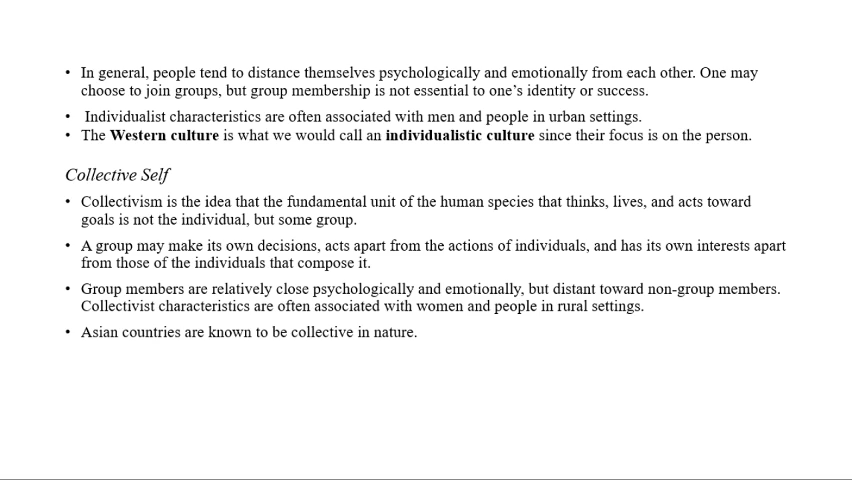 • In general, people tend to distance themselves psychologically and emotionally from each other. One may
choose to join groups, but group membership is not essential to one’s identity or success.
• Individualist characteristics are often associated with men and people in urban settings.
• The Western culture is what we would call an individualistic culture since their focus is on the person.
Collective Self
• Collectivism is the idea that the fundamental unit of the human species that thinks, lives, and acts toward
goals is not the individual, but some group.
• A group may make its own decisions, acts apart from the actions of individuals, and has its own interests apart
from those of the individuals that compose it.
• Group members are relatively close psychologically and emotionally, but distant toward non-group members.
Collectivist characteristics are often associated with women and people in rural settings.
• Asian countries are known to be collective in nature.